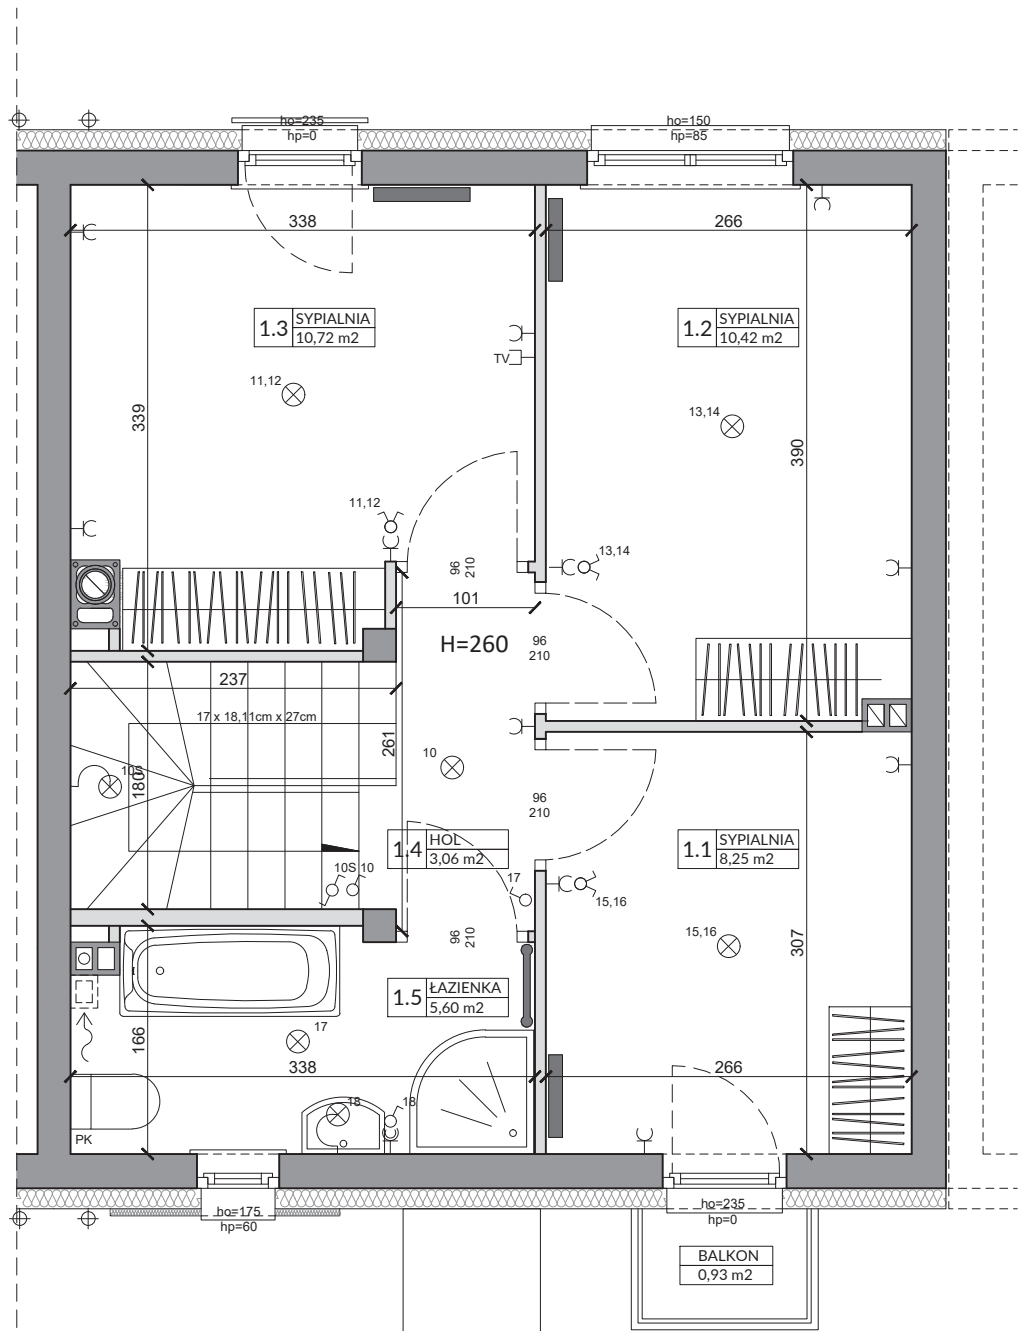 ho=235
hp=0
ho=150
hp=85
338
266
1.3 SYPIALNIA
10,72 m2
1.2 SYPIALNIA
10,42 m2
TV
11,12
13,14
339
390
11,12
96
210
13,14
101
H=260
96
210
237
17 x 18,11cm x 27cm
261
10
10S
180
96
210
1.4 HOL
3,06 m2
1.1 SYPIALNIA
8,25 m2
10S 10
17
15,16
96
210
15,16
307
1.5 ŁAZIENKA
5,60 m2
166
17
338
266
18
18
PK
ho=175
hp=60
ho=235
hp=0
BALKON
0,93 m2